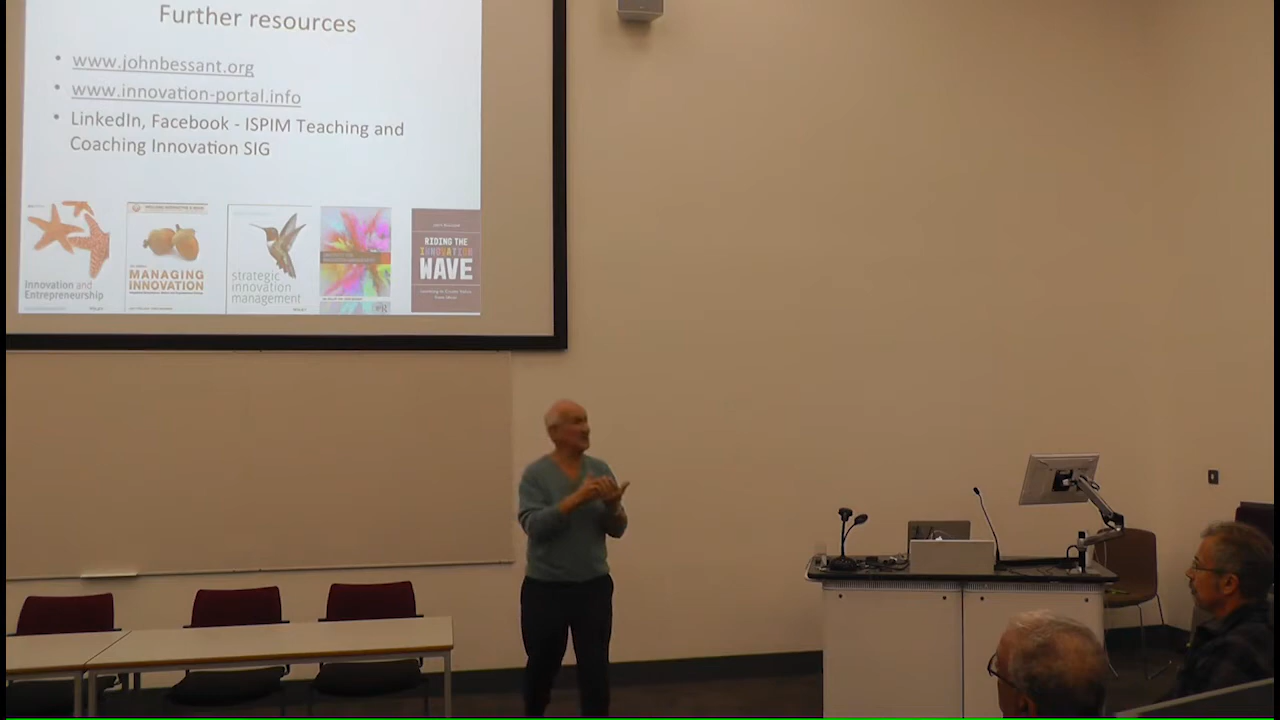 Further resources
• www.johnbessant.org
• www.innovation-portal.info
• LinkedIn, Facebook - ISPIM Teaching and
Coaching Innovation SIG
Innovation and
Entrepreneurship
MANAGING
INNOVATION
strategic
innovation
management
RIDING THE
INNOVATION
WAVE